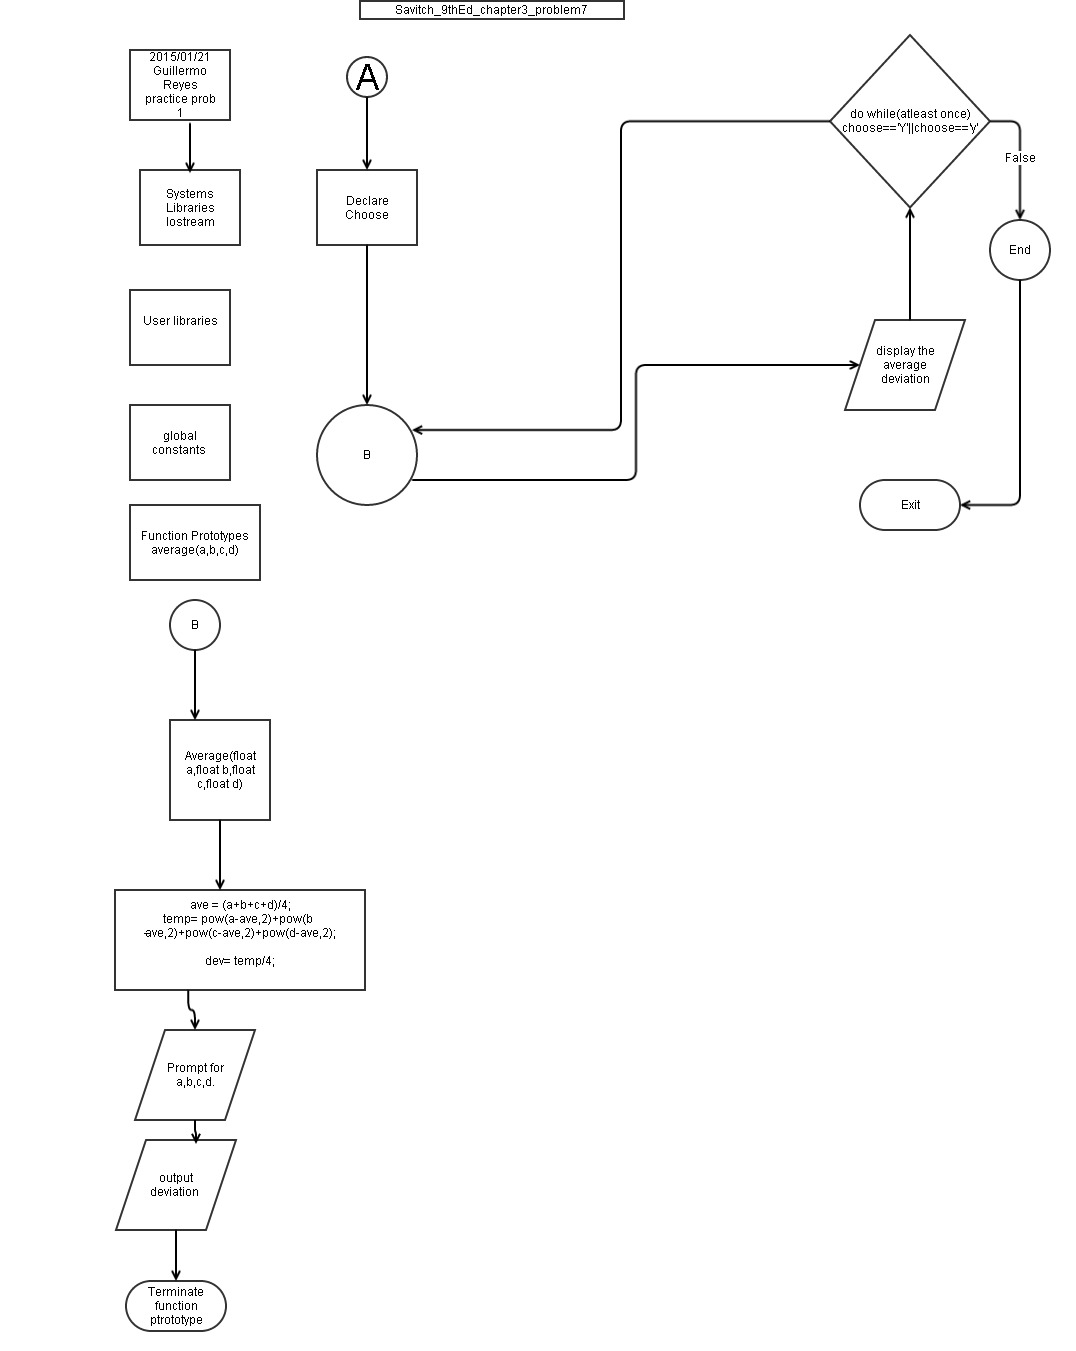 Savitch_9thEd_chapter3_problem7
2015/01/21
Guillermo
Reyes
practice prob
1
Systems
Libraries
Iostream
User libraries
global
constants
Function Prototypes
average(a,b,c,d)
B
Average(float
a,float b,float
c,float d)
ave = (a+b+c+d)/4;
temp= pow(a-ave,2)+pow(b
-ave,2)+pow(c-ave,2)+pow(d-ave,2);
dev= temp/4;
Prompt for
a,b,c,d.
output
deviation
Terminate
function
ptrototype
A
Declare
Choose
B
do while(atleast once)
choose=='Y'||choose=='y'
False
End
display the
average
deviation
Exit